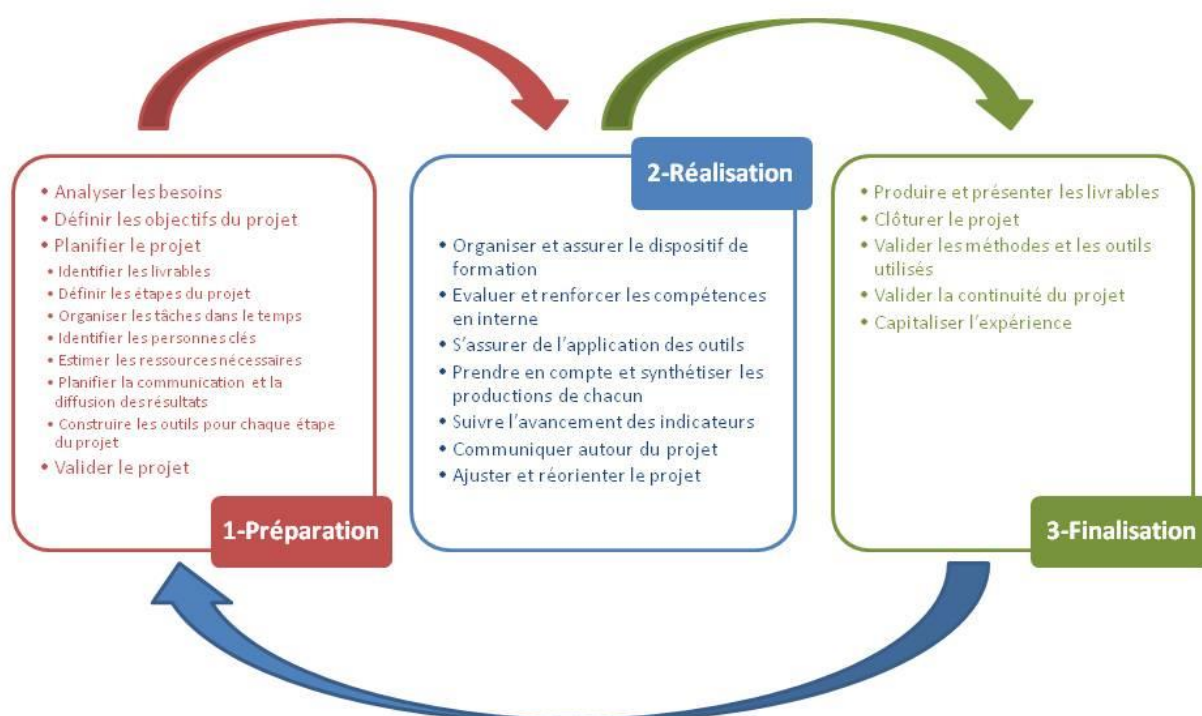 • Analyser les besoins
• Définir les objectifs du projet
• Planifier le projet
• Identifier les livrables
• Définir les étapes du projet
• Organiser les tâches dans le temps
• Identifier les personnes clés
• Estimer les ressources nécessaires
• Planifier la communication et la
diffusion des résultats
• Construire les outils pour chaque étape
du projet
• Valider le projet
1-Préparation
2-Réalisation
• Organiser et assurer le dispositif de
formation
• Evaluer et renforcer les compétences
en interne
• S'assurer de l'application des outils
• Prendre en compte et synthétiser les
productions de chacun
• Suivre l'avancement des indicateurs
• Communiquer autour du projet
• Ajuster et réorienter le projet
• Produire et présenter les livrables
• Clôturer le projet
• Valider les méthodes et les outils
utilisés
• Valider la continuité du projet
• Capitaliser l'expérience
3-Finalisation